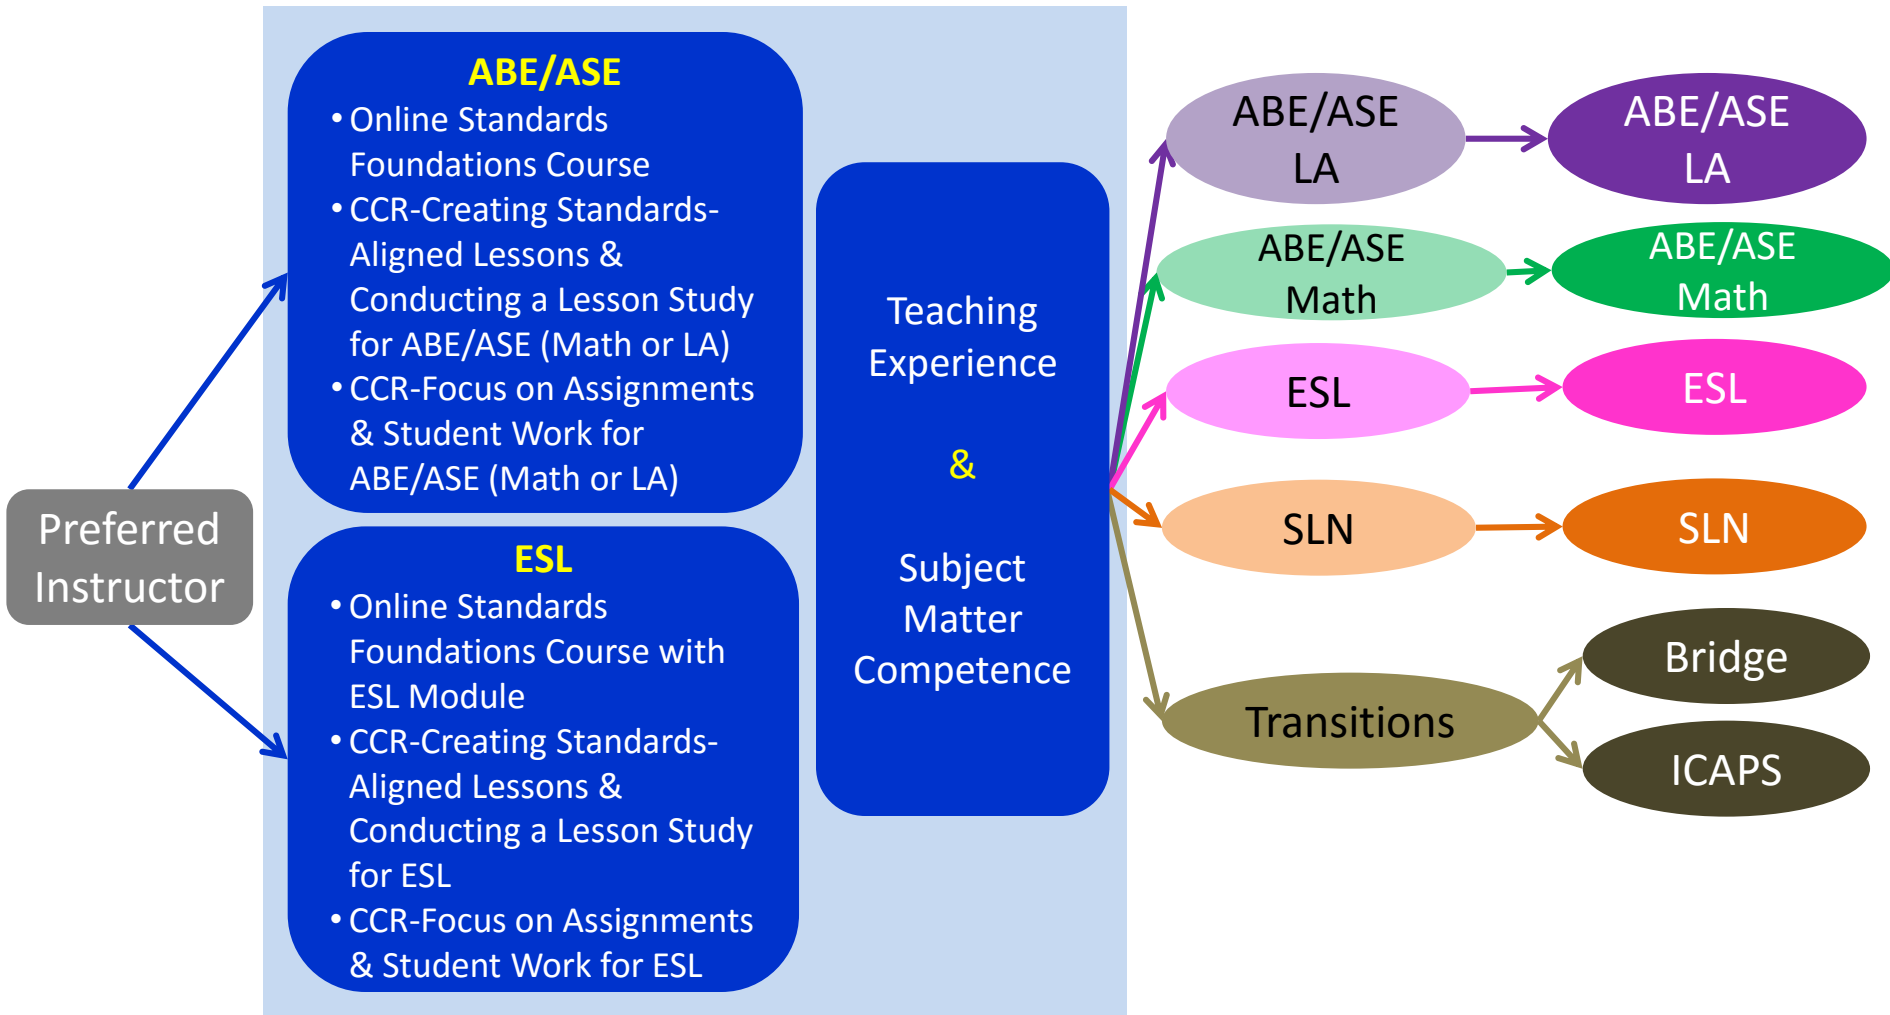 Preferred
Instructor
ABE/ASE
• Online Standards
Foundations Course
• CCR-Creating Standards-
Aligned Lessons &
Conducting a Lesson Study
for ABE/ASE (Math or LA)
• CCR-Focus on Assignments
& Student Work for
ABE/ASE (Math or LA)
ESL
• Online Standards
Foundations Course with
ESL Module
• CCR-Creating Standards-
Aligned Lessons &
Conducting a Lesson Study
for ESL
• CCR-Focus on Assignments
& Student Work for ESL
Teaching
Experience
&
Subject
Matter
Competence
ABE/ASE
LA
ABE/ASE
LA
ABE/ASE
Math
ABE/ASE
Math
ESL
ESL
SLN
SLN
Transitions
Bridge
ICAPS